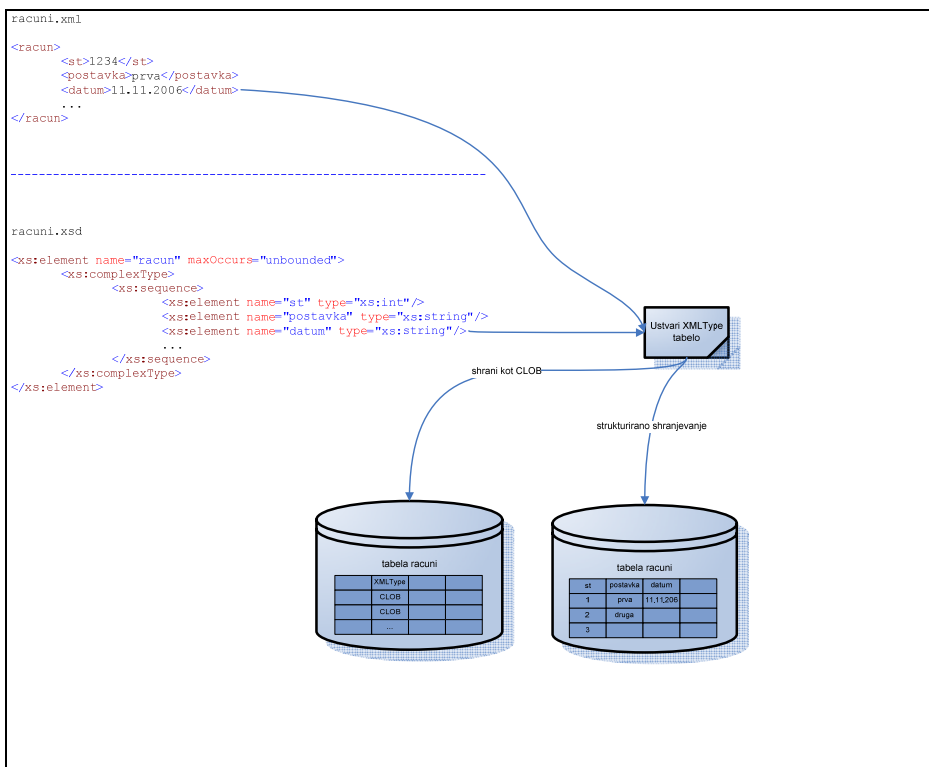 racuni.xml
<racun>
<st>1234</st>
<postavka>prva</postavka>
<datum>11.11.2006</datum>
...
</racun>
racuni.xsd
<xs:element name="racun" maxOccurs="unbounded">
<xs:complexType>
<xs:sequence>
<xs:element name="st" type="xs:int"/>
<xs:element name="postavka" type="xs:string"/>
<xs:element name="datum" type="xs:string"/>
...
</xs:sequence>
</xs:complexType>
</xs:element>
Ustvari XMLType
tabelo
shrani kot CLOB
strukturirano shranjevanje
tabela racuni
XMLType
CLOB
CLOB
...
tabela racuni
st postavka datum
1 prva 11,11,206
2 druga
3